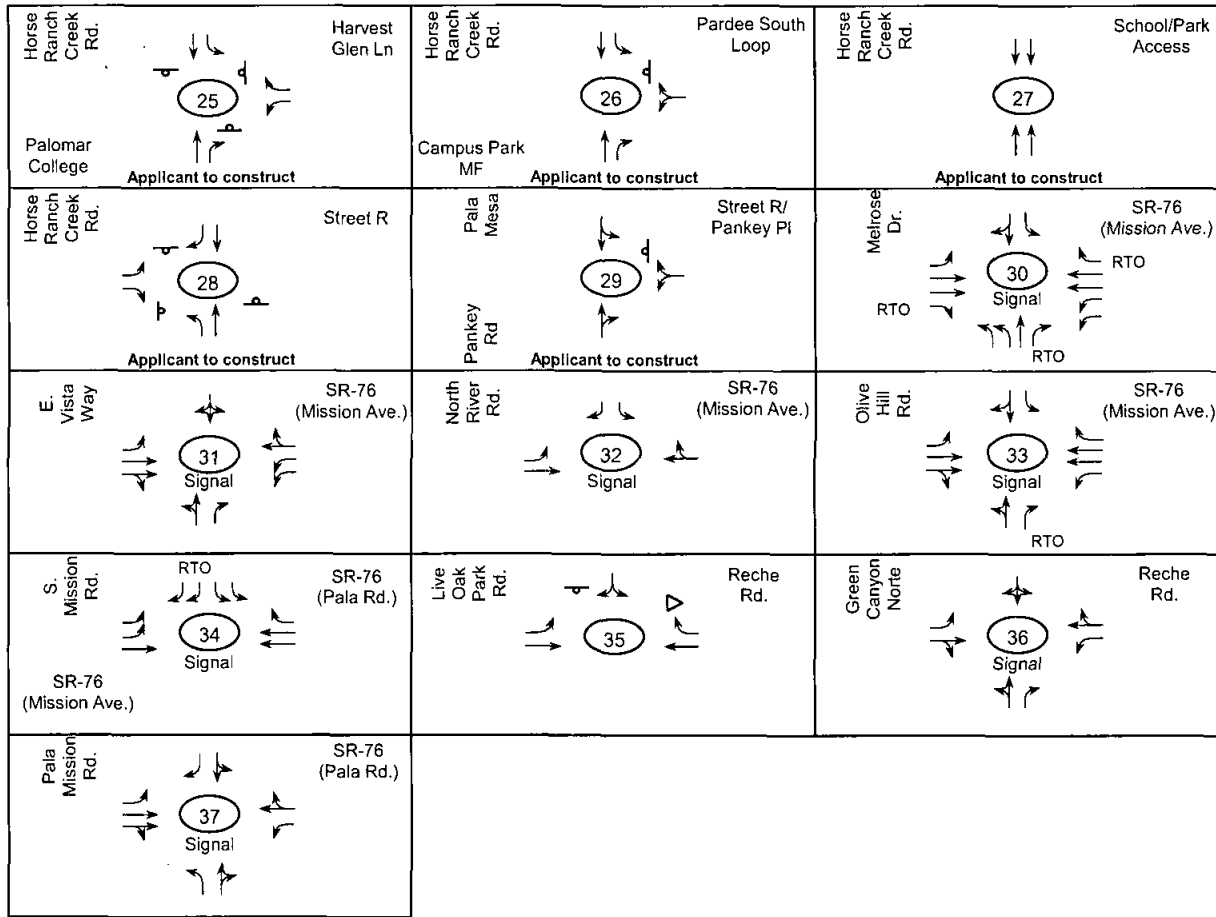 Horse
Ranch
Creek
Rd.
Harvest
Glen Ln
25
Palomar
College
Applicant to construct
Horse
Ranch
Creek
Rd.
Pardee South
Loop
26
Campus Park
MF
Applicant to construct
Horse
Ranch
Creek
Rd.
School/Park
Access
27
Applicant to construct
Horse
Ranch
Creek
Rd.
Street R
28
Applicant to construct
Pala
Mesa
Street R/
Pankey Pl
29
Pankey
Rd
Applicant to construct
Melrose
Dr.
SR-76
(Mission Ave.)
RTO
30
Signal
RTO
RTO
E.
Vista
Way
SR-76
(Mission Ave.)
31
Signal
North
River
Rd.
SR-76
(Mission Ave.)
32
Signal
Olive
Hill
Rd.
SR-76
(Mission Ave.)
33
Signal
RTO
S.
Mission
Rd.
RTO
SR-76
(Pala Rd.)
34
Signal
SR-76
(Mission Ave.)
Live
Oak
Park
Rd.
Reche
Rd.
35
Green
Canyon
Norte
Reche
Rd.
36
Signal
Pala
Mission
Rd.
SR-76
(Pala Rd.)
37
Signal